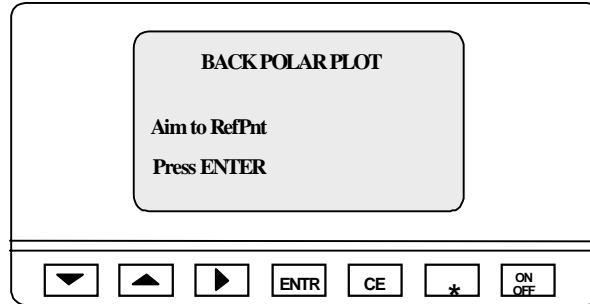 BACK POLAR PLOT
Aim to RefPnt
Press ENTER
ENTR CE * ON OFF